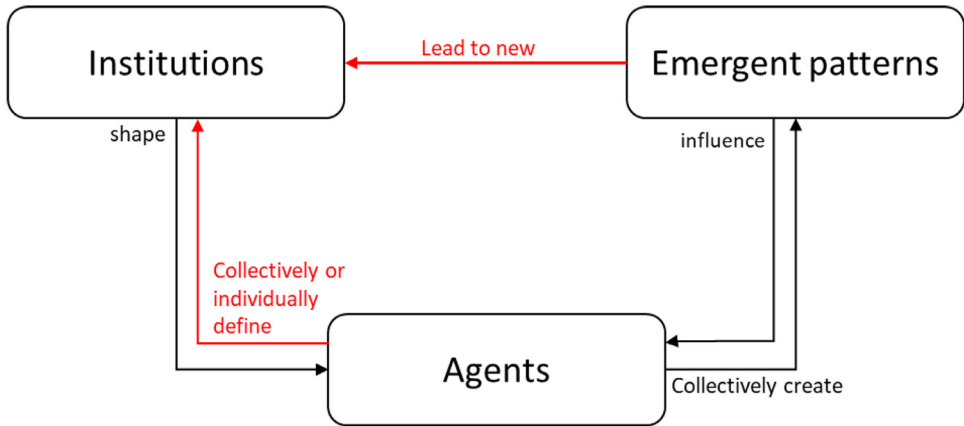 Institutions
Lead to new
Emergent patterns
shape
influence
Collectively or
individually
define
Agents
Collectively create